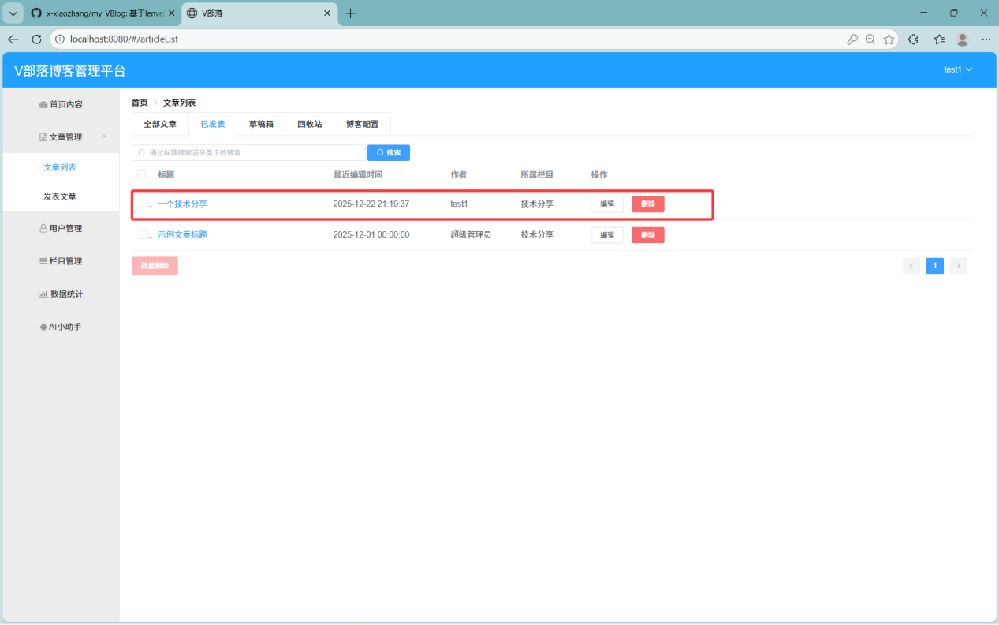 x-xiaozhang/my_VBlog: 基于lenve
V部落
localhost:8080/#/articleList
V部落博客管理平台
test1
首页内容
文章管理
文章列表
发表文章
用户管理
栏目管理
数据统计
AI小助手
首页 > 文章列表
全部文章 已发表 草稿箱 回收站 博客配置
通过标题搜索该分类下的博客... 搜索
标题 最近编辑时间 作者 所属栏目 操作
一个技术分享 2025-12-22 21:19:37 test1 技术分享 编辑 删除
示例文章标题 2025-12-01 00:00:00 超级管理员 技术分享 编辑 删除
批量删除
1